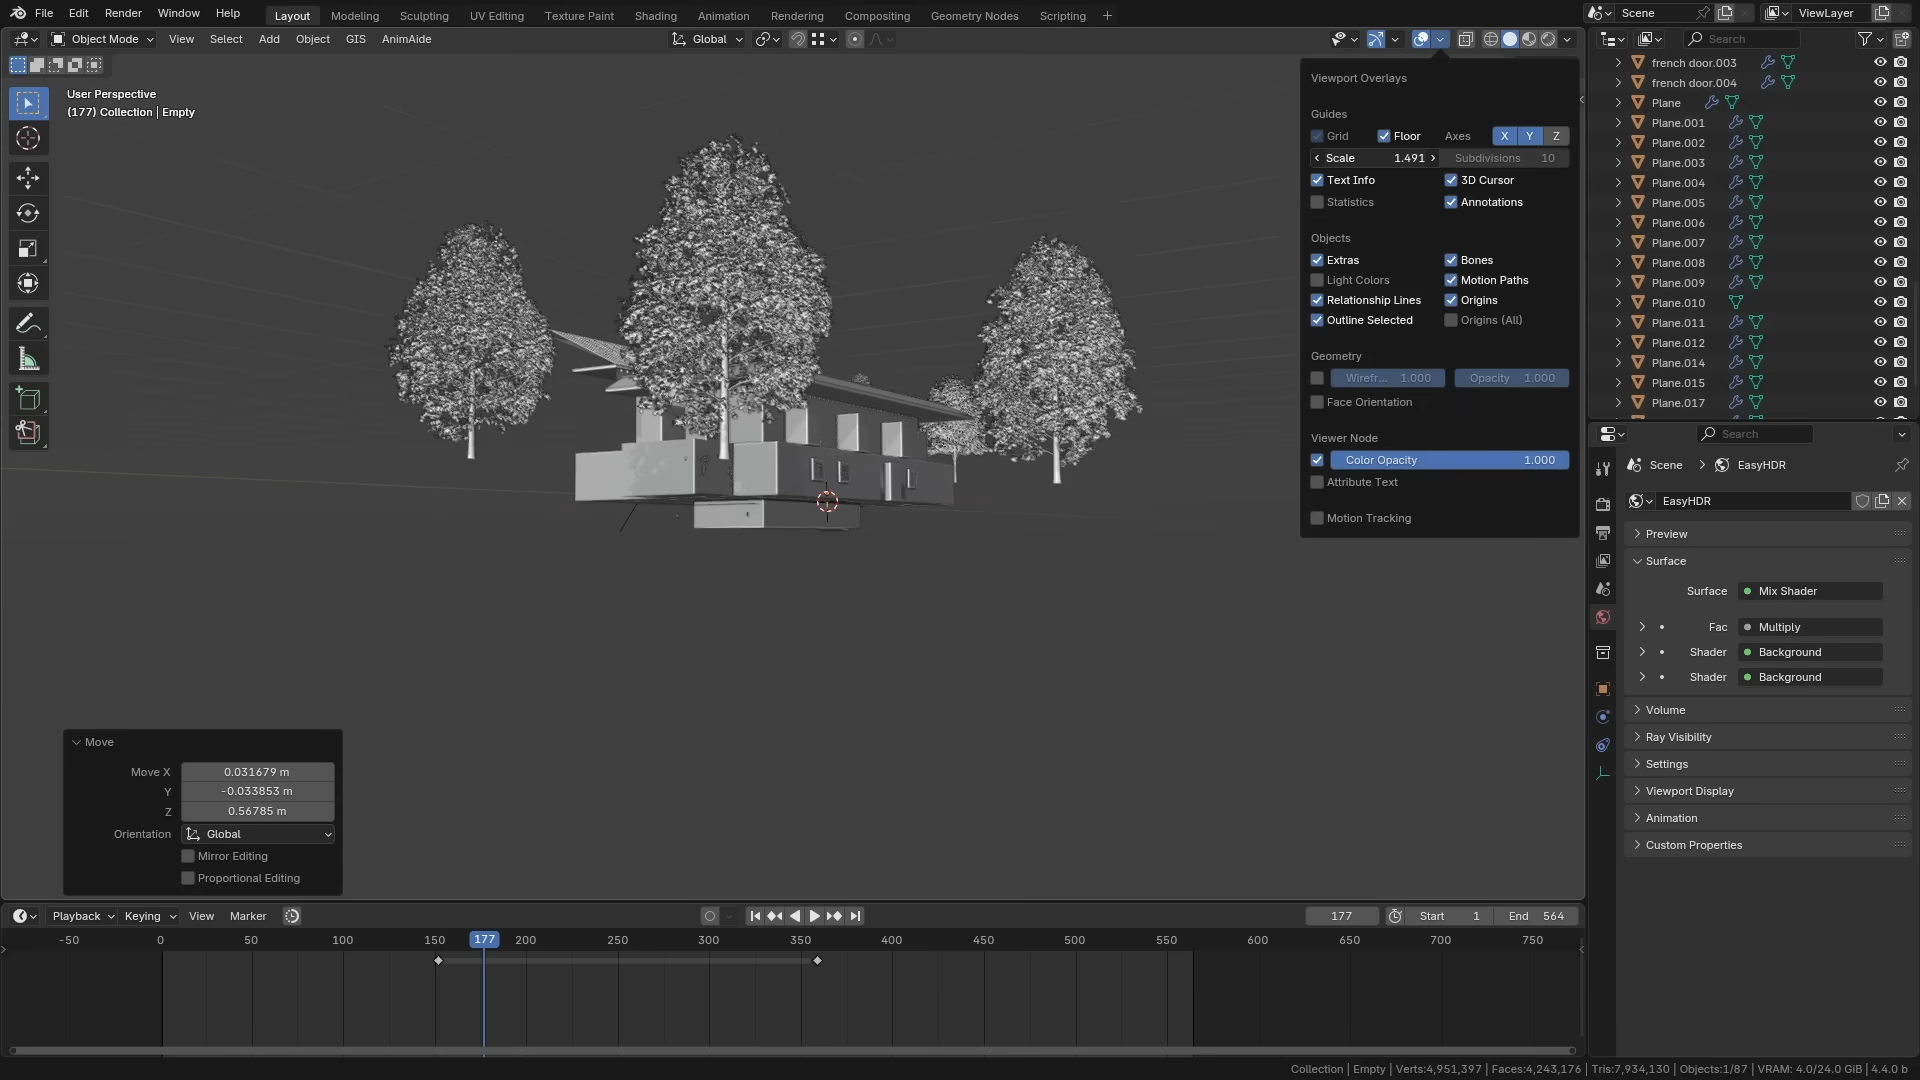 File Edit Render Window Help Layout Modeling Sculpting UV Editing Texture Paint Shading Animation Rendering Compositing Geometry Nodes Scripting + Scene ViewLayer
Object Mode View Select Add Object GIS AnimAide Global Search
User Perspective
(177) Collection | Empty
Viewport Overlays
Guides
Grid Floor Axes X Y Z
Scale 1.491 Subdivisions 10
Text Info 3D Cursor
Statistics Annotations
Objects
Extras Bones
Light Colors Motion Paths
Relationship Lines Origins
Outline Selected Origins (All)
Geometry
Wirefr... 1.000 Opacity 1.000
Face Orientation
Viewer Node
Color Opacity 1.000
Attribute Text
Motion Tracking
french door.003
french door.004
Plane
Plane.001
Plane.002
Plane.003
Plane.004
Plane.005
Plane.006
Plane.007
Plane.008
Plane.009
Plane.010
Plane.011
Plane.012
Plane.014
Plane.015
Plane.017
Search
Scene EasyHDR
EasyHDR
Preview
Surface
Surface Mix Shader
Fac Multiply
Shader Background
Shader Background
Volume
Ray Visibility
Settings
Viewport Display
Animation
Custom Properties
Move
Move X 0.031679 m
Y -0.033853 m
Z 0.56785 m
Orientation Global
Mirror Editing
Proportional Editing
Playback Keying View Marker 177 Start 1 End 564
-50 0 50 100 150 177 200 250 300 350 400 450 500 550 600 650 700 750
Collection | Empty | Verts:4,951,397 | Faces:4,243,176 | Tris:7,934,130 | Objects:1/87 | VRAM: 4.0/24.0 GiB | 4.4.0 b